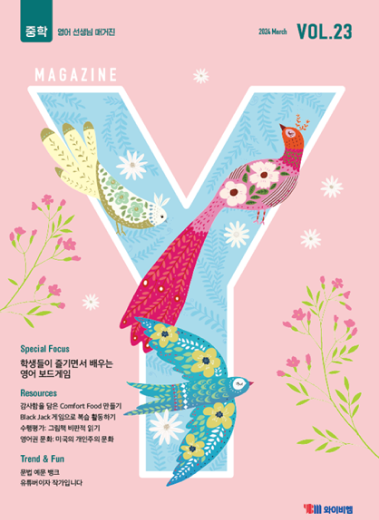 중학 영어 선생님 매거진
2024 March VOL.23
MAGAZINE
Y
Special Focus
학생들이 즐기면서 배우는
영어 보드게임
Resources
감사함을 담은 Comfort Food 만들기
Black Jack 게임으로 복습 활동하기
수행평가: 그림책 비판적 읽기
영어권 문화: 미국의 개인주의 문화
Trend & Fun
문법 예문 뱅크
유튜버이자 작가입니다
YBM 와이비엠